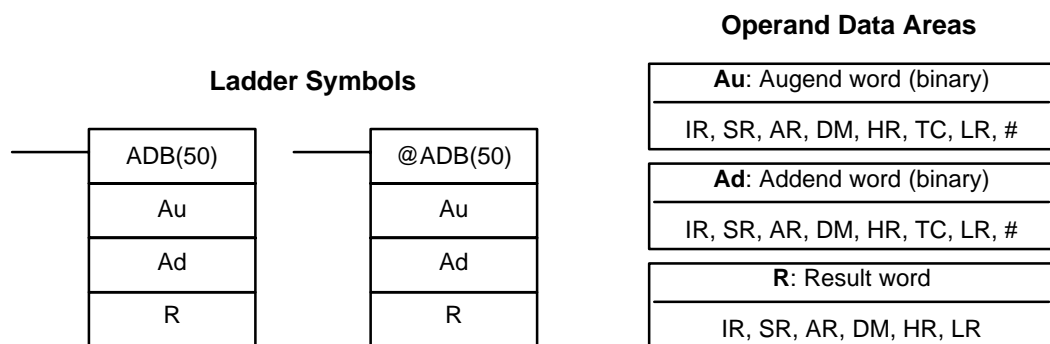 Ladder Symbols
ADB(50)
Au
Ad
R
@ADB(50)
Au
Ad
R
Operand Data Areas
Au: Augend word (binary)
IR, SR, AR, DM, HR, TC, LR, #
Ad: Addend word (binary)
IR, SR, AR, DM, HR, TC, LR, #
R: Result word
IR, SR, AR, DM, HR, LR